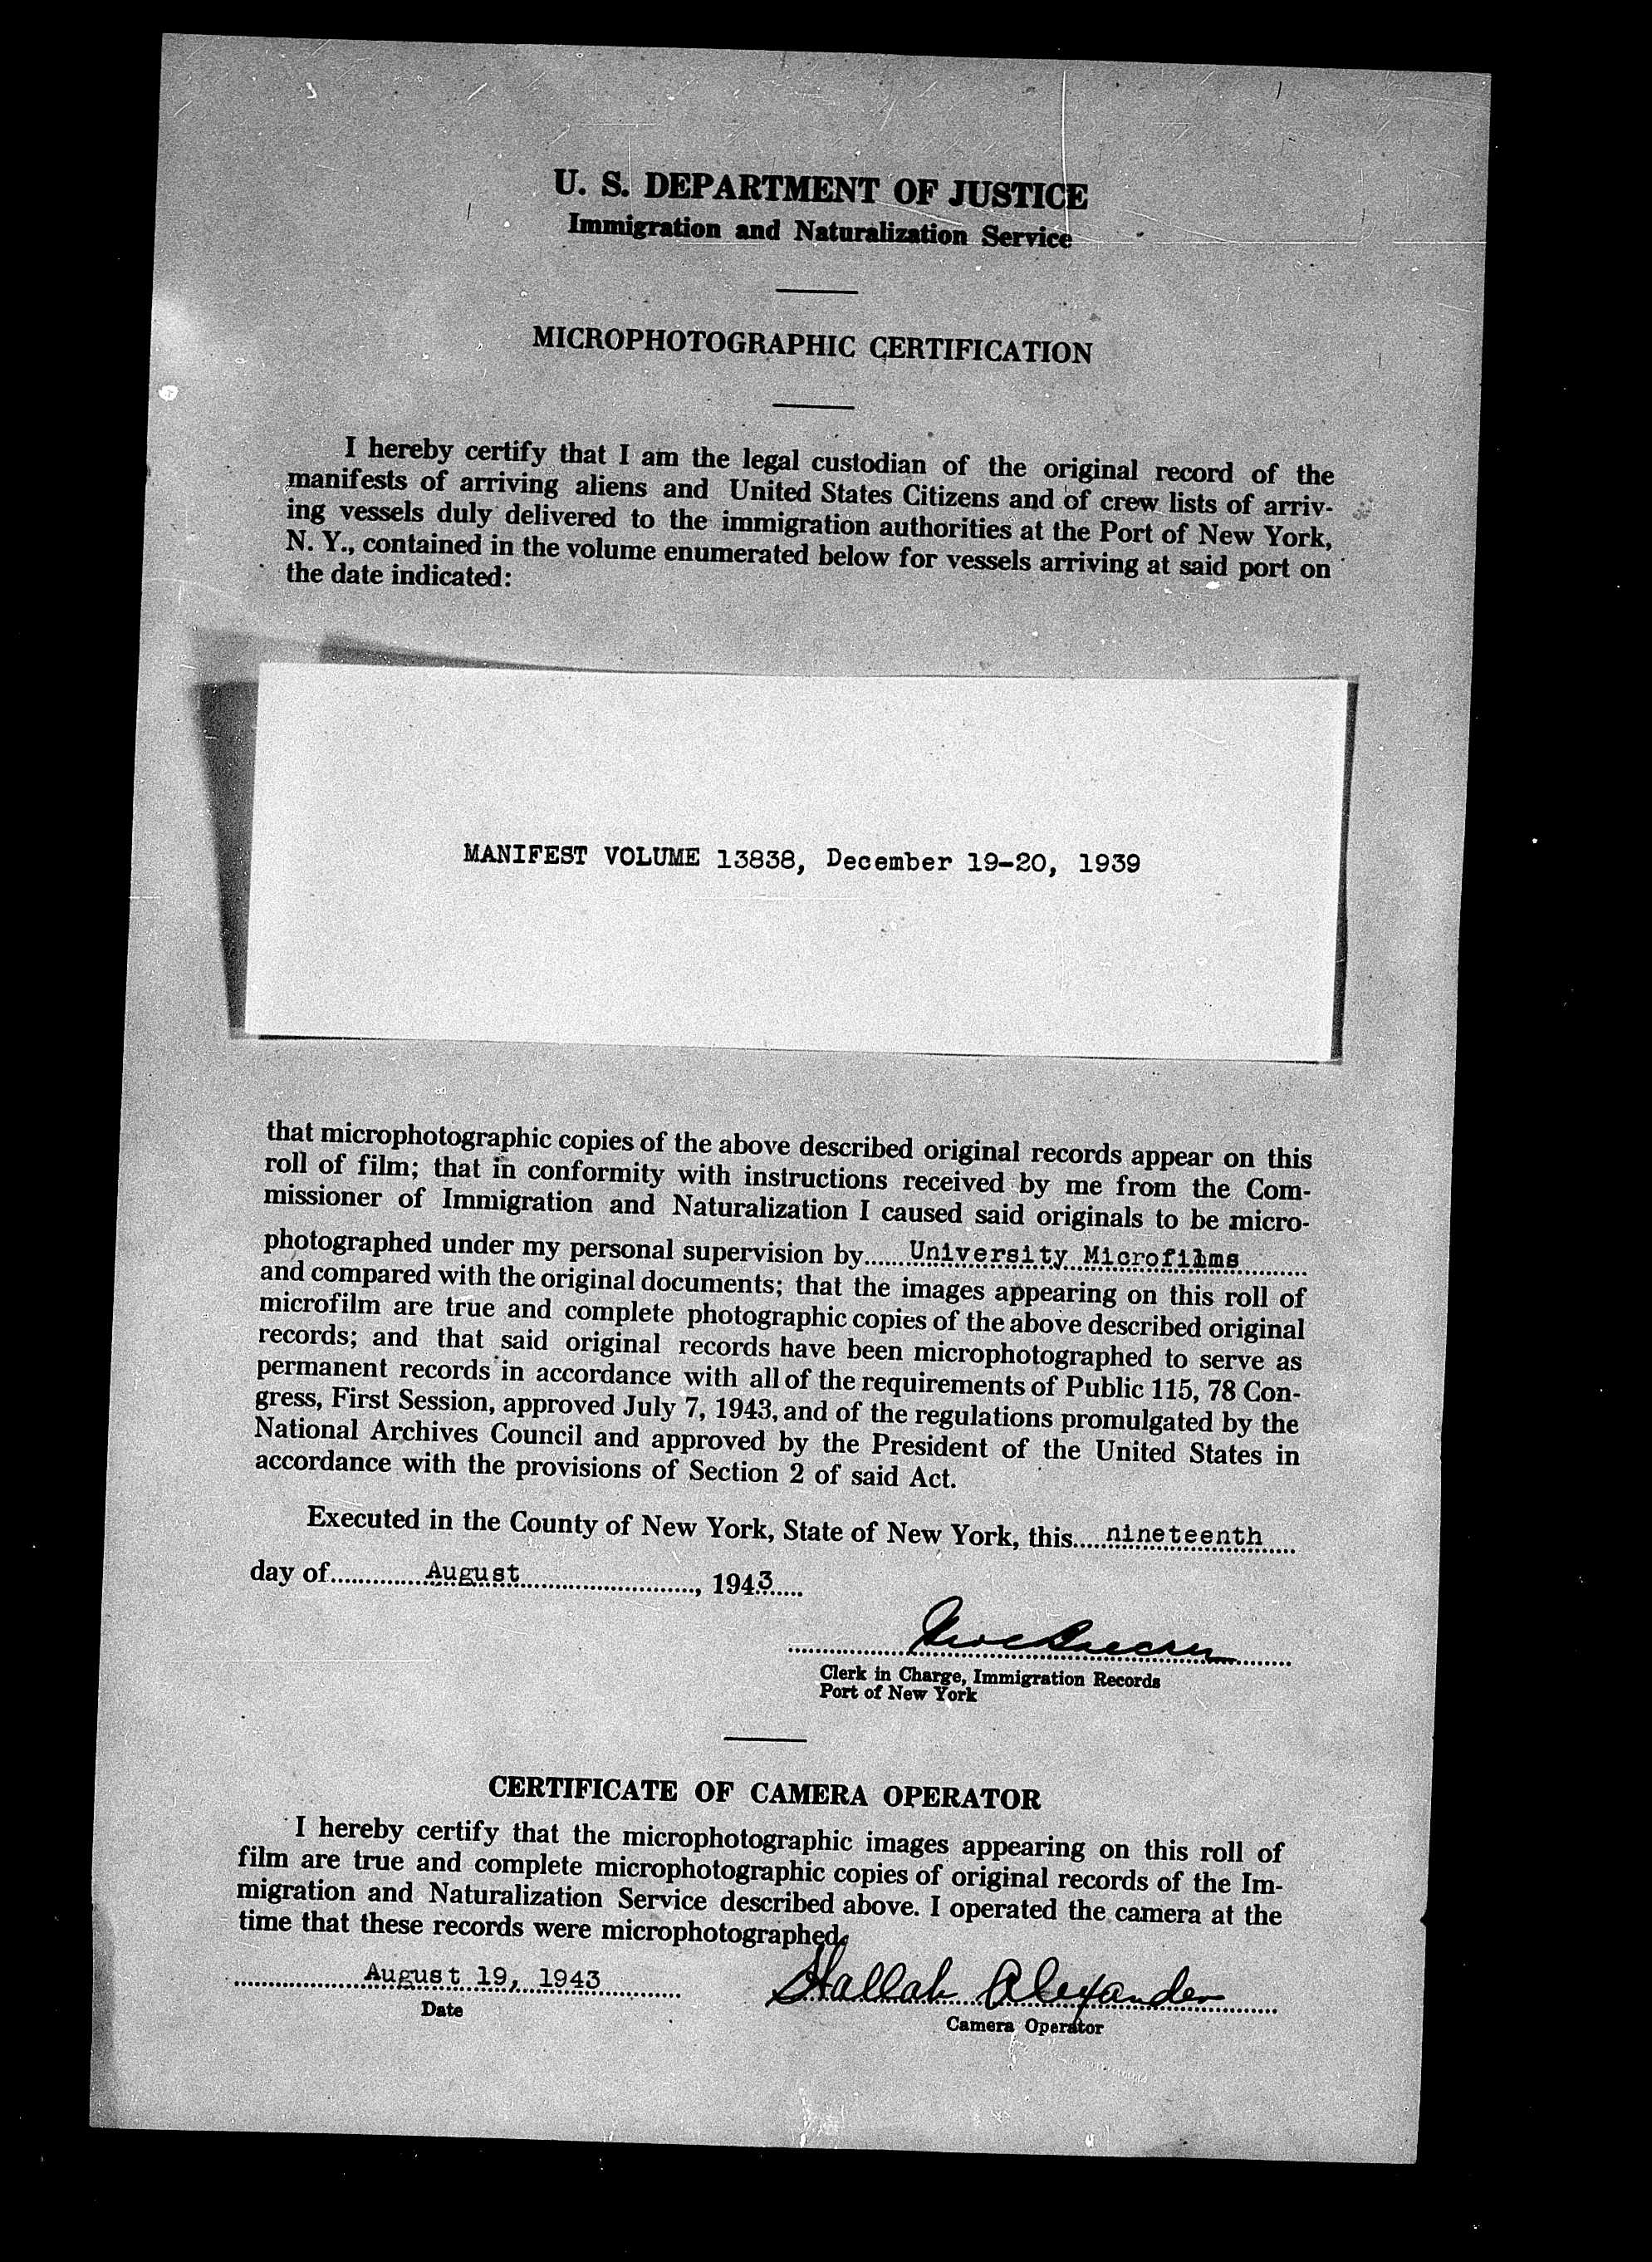 U. S. DEPARTMENT OF JUSTICE
Immigration and Naturalization Service
MICROPHOTOGRAPHIC CERTIFICATION
I hereby certify that I am the legal custodian of the original record of the
manifests of arriving aliens and United States Citizens and of crew lists of arriv-
ing vessels duly delivered to the immigration authorities at the Port of New York,
N. Y., contained in the volume enumerated below for vessels arriving at said port on
the date indicated:
MANIFEST VOLUME 13838, December 19-20, 1939
that microphotographic copies of the above described original records appear on this
roll of film; that in conformity with instructions received by me from the Com-
missioner of Immigration and Naturalization I caused said originals to be micro-
photographed under my personal supervision by University Microfilms
and compared with the original documents; that the images appearing on this roll of
microfilm are true and complete photographic copies of the above described original
records; and that said original records have been microphotographed to serve as
permanent records in accordance with all of the requirements of Public 115, 78 Con-
gress, First Session, approved July 7, 1943, and of the regulations promulgated by the
National Archives Council and approved by the President of the United States in
accordance with the provisions of Section 2 of said Act.
Executed in the County of New York, State of New York, this nineteenth
day of August, 1943
Clerk in Charge, Immigration Records
Port of New York
CERTIFICATE OF CAMERA OPERATOR
I hereby certify that the microphotographic images appearing on this roll of
film are true and complete microphotographic copies of original records of the Im-
migration and Naturalization Service described above. I operated the camera at the
time that these records were microphotographed.
August 19, 1943 Hallah Alexander
Date
Camera Operator